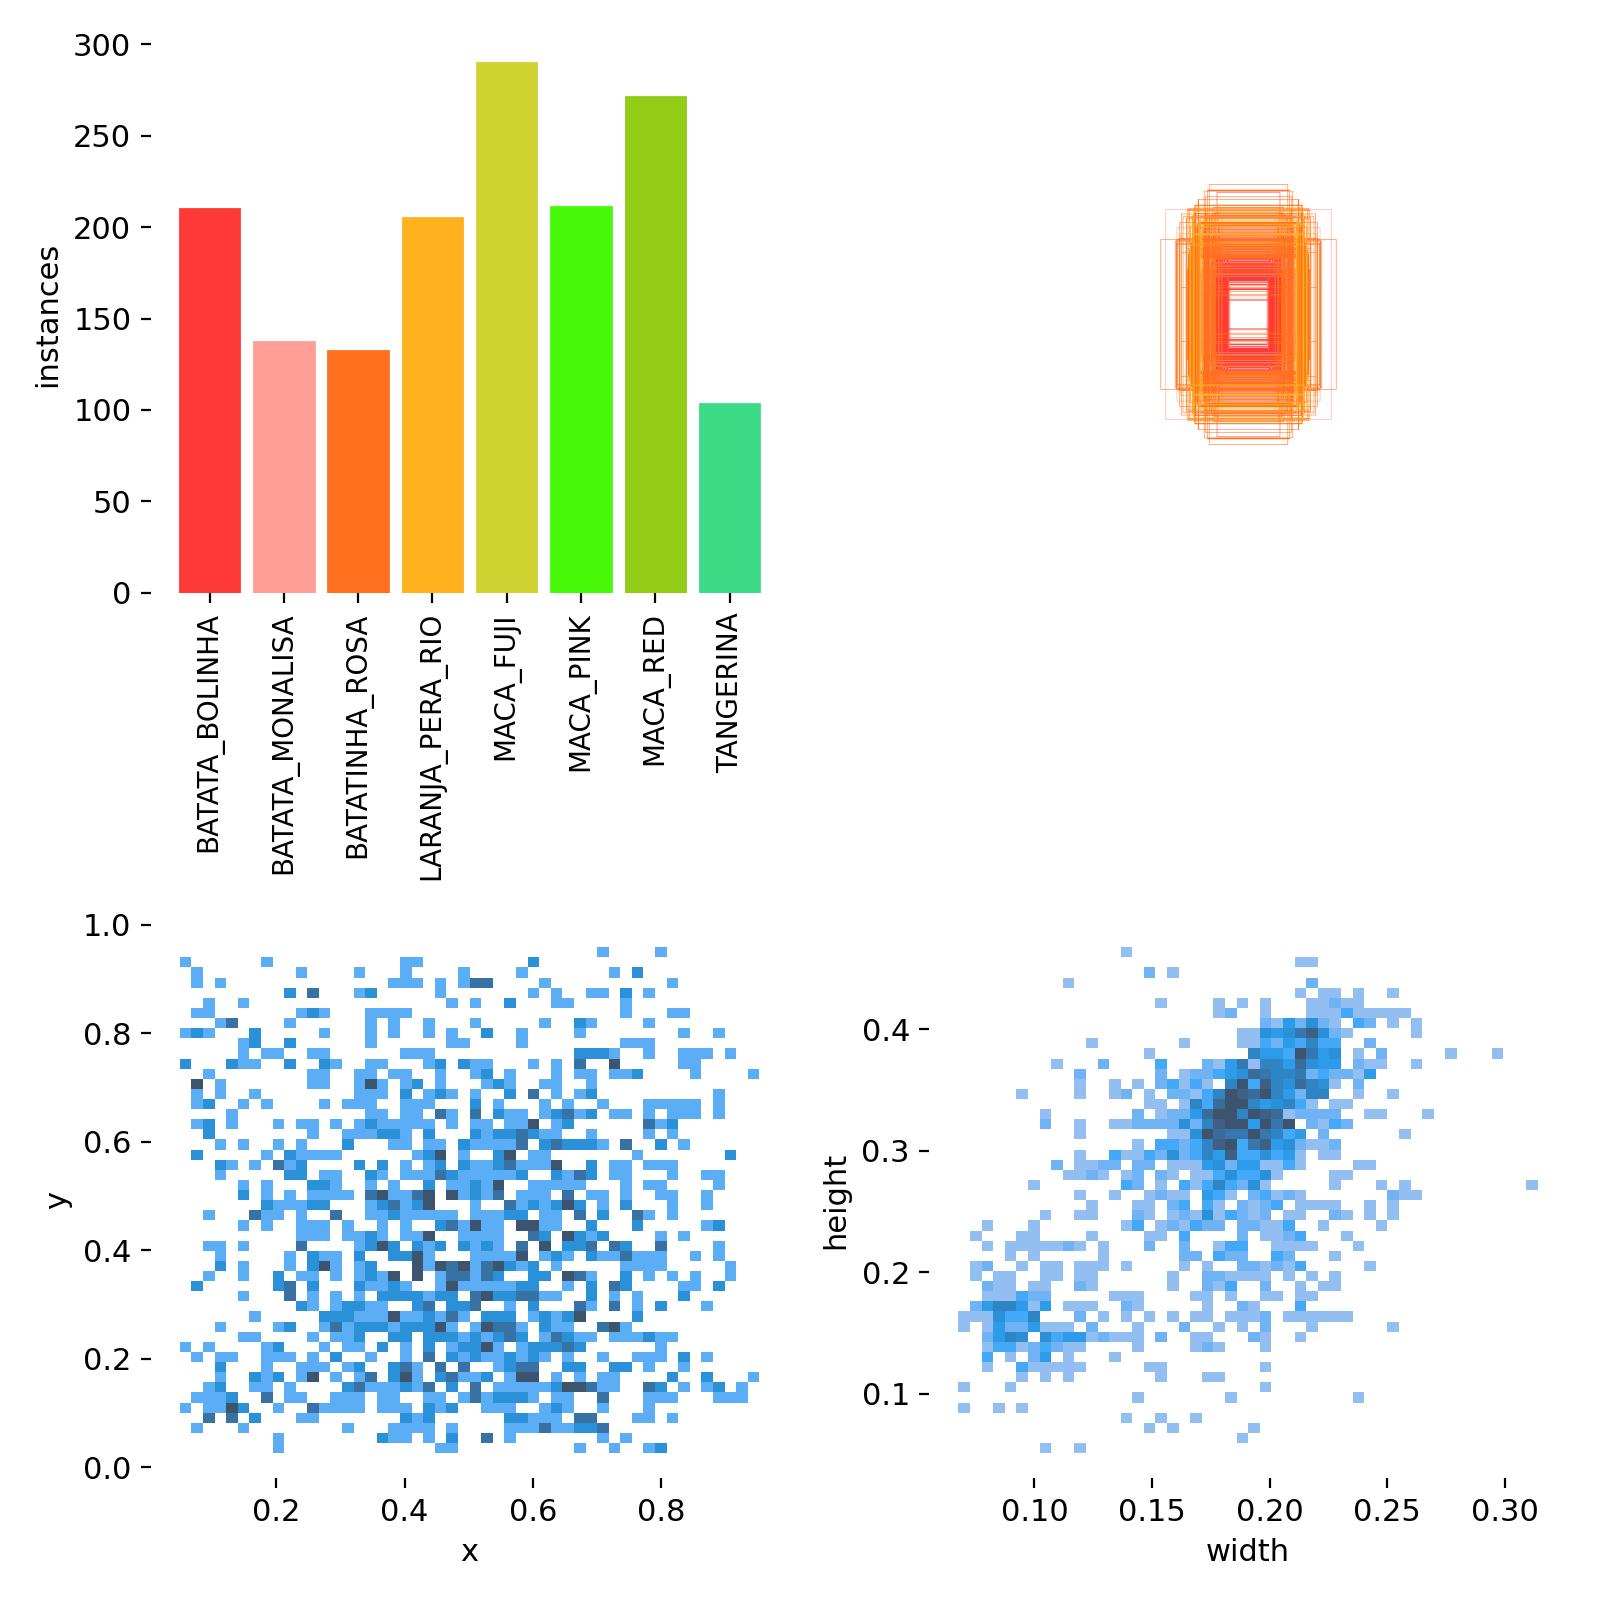 300
250
200
150
100
50
0
instances
BATATA_BOLINHA
BATATA_MONALISA
BATATINHA_ROSA
LARANJA_PERA_RIO
MACA_FUJI
MACA_PINK
MACA_RED
TANGERINA
1.0
0.8
0.6
0.4
0.2
0.0
y
0.2 0.4 0.6 0.8
x
0.4
0.3
0.2
0.1
height
0.10 0.15 0.20 0.25 0.30
width